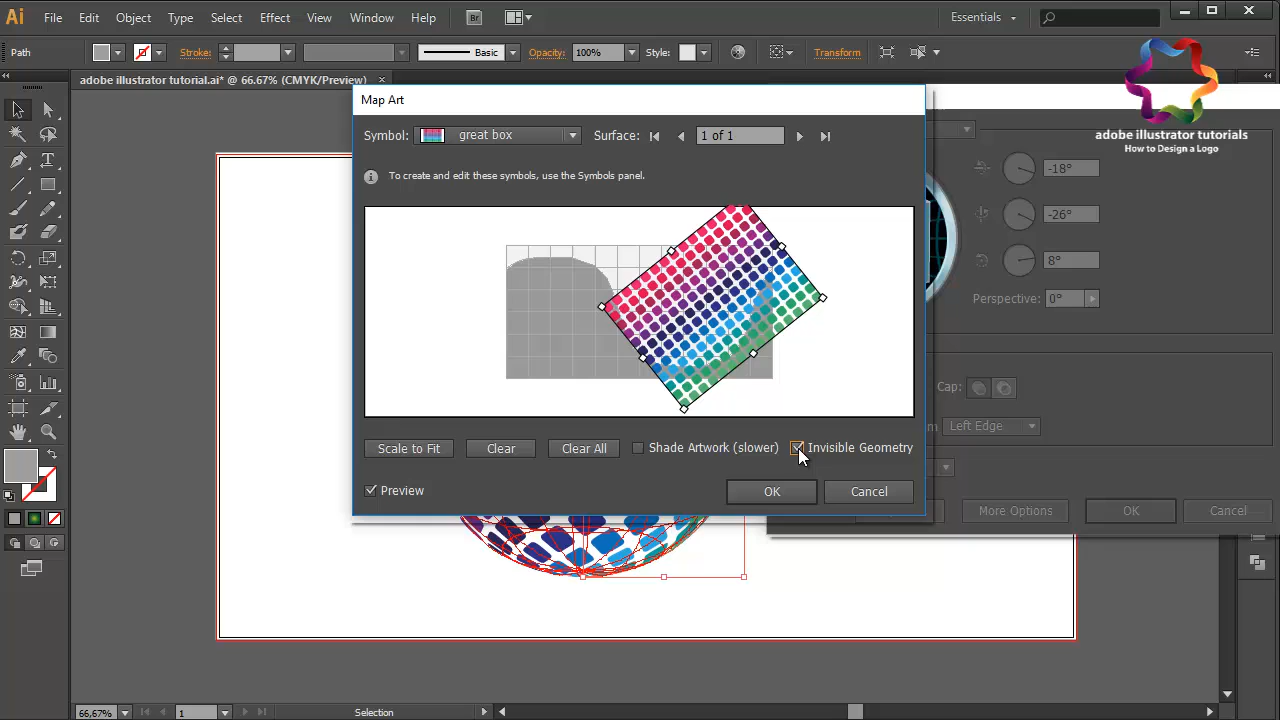 Ai File Edit Object Type Select Effect View Window Help Br Essentials
Path Stroke: Basic Opacity: 100% Style: Transform
adobe illustrator tutorial.ai* @ 66.67% (CMYK/Preview)
adobe illustrator tutorials
How to Design a Logo
Map Art
Symbol: great box Surface: 1 of 1
To create and edit these symbols, use the Symbols panel.
-18°
-26°
8°
Perspective: 0°
Cap:
Left Edge
Scale to Fit Clear Clear All Shade Artwork (slower) Invisible Geometry
Preview OK Cancel
More Options OK Cancel
66,67% 1 Selection